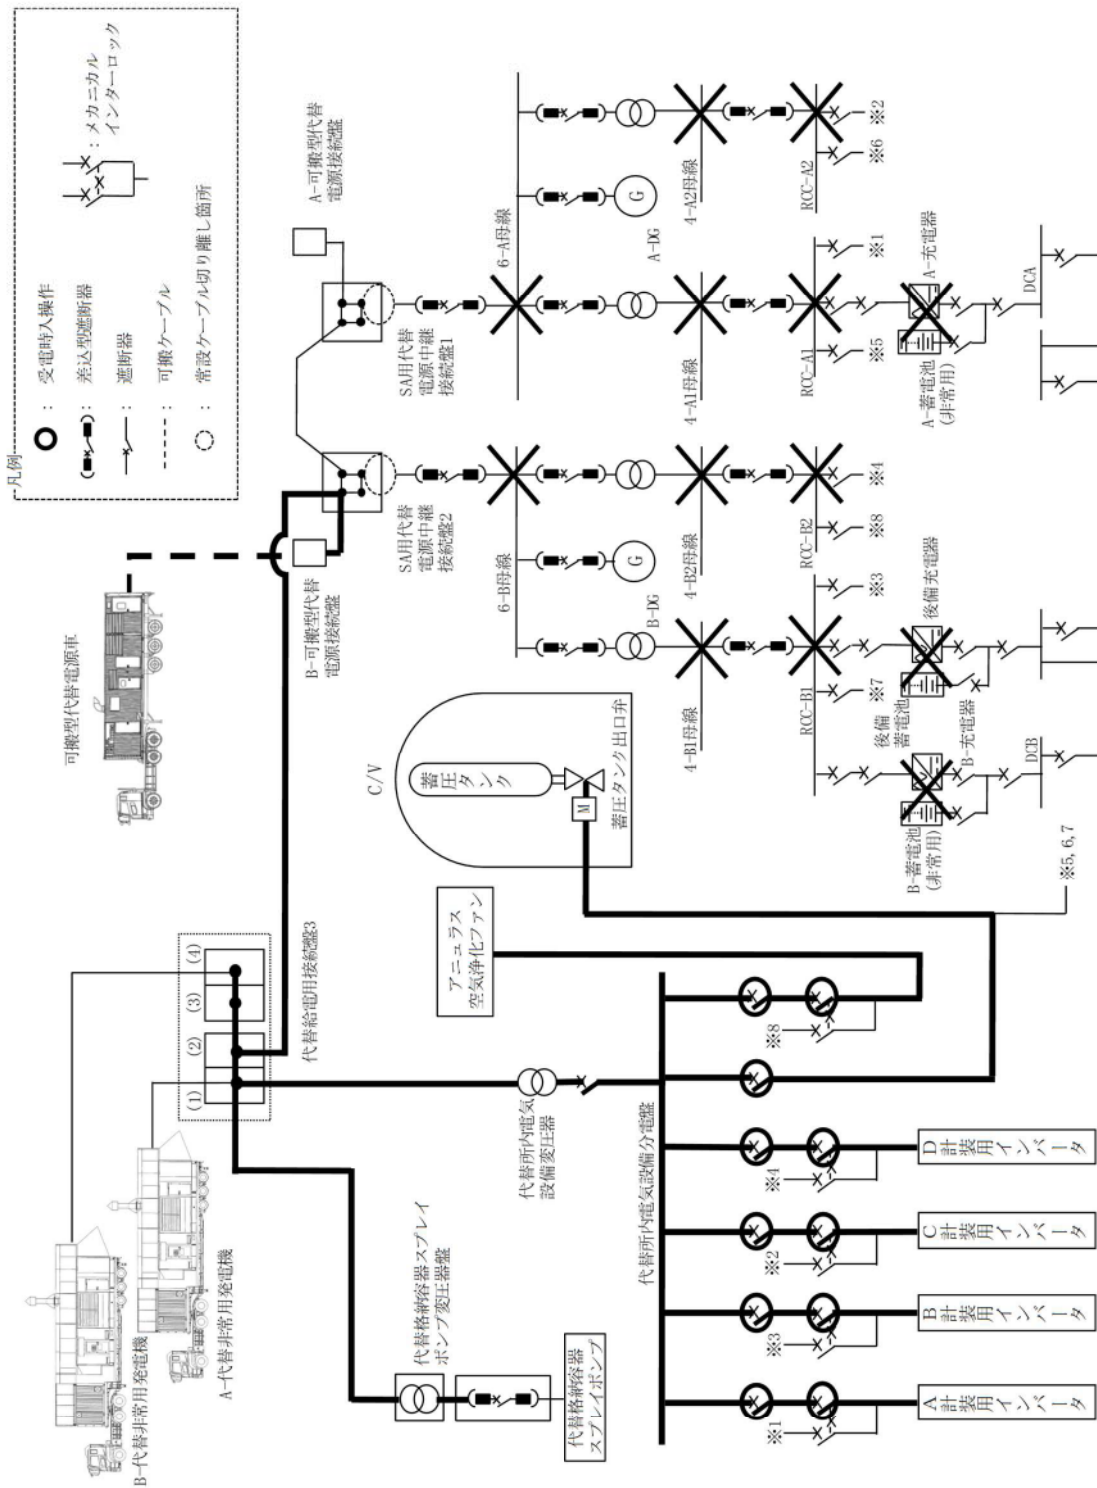 凡例
○ : 受電時入操作
: 差込型遮断器
: 遮断器
: 可搬ケーブル
: 常設ケーブル切り離し箇所
: メカニカル
インターロック
B-代替非常用発電機
A-代替非常用発電機
可搬型代替電源車
(1)
(2)
(3)
(4)
代替給電用接続盤3
B-可搬型代替
電源接続盤
A-可搬型代替
電源接続盤
SA用代替
電源中継
接続盤2
SA用代替
電源中継
接続盤1
代替格納容器スプレイ
ポンプ変圧器盤
代替格納容器
スプレイポンプ
代替所内電気
設備変圧器
代替所内電気設備分電盤
アニュラス
空気浄化ファン
C/V
蓄圧
タンク
M
蓄圧タンク出口弁
6-B母線
6-A母線
G
B-DG
G
A-DG
4-B1母線
4-B2母線
4-A1母線
4-A2母線
RCC-B1
RCC-B2
RCC-A1
RCC-A2
※7
※3
※8
※4
※5
※1
※6
※2
B-蓄電池
(非常用)
B-充電器
後備
蓄電池
後備充電器
A-蓄電池
(非常用)
A-充電器
DCB
DCA
※5,6,7
※1
※3
※2
※4
※8
A
計装用インバータ
B
計装用インバータ
C
計装用インバータ
D
計装用インバータ